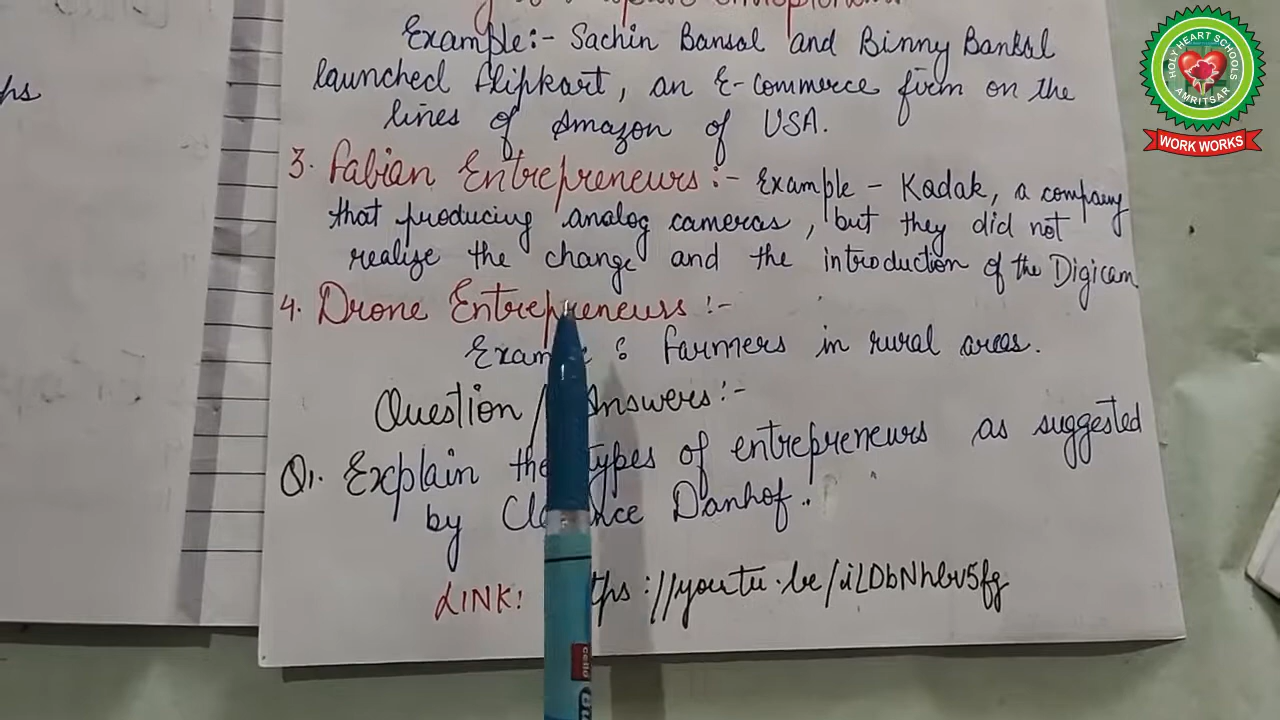 Example:- Sachin Bansal and Binny Bansal
launched Flipkart, an E-commerce firm on the
lines of Amazon of USA.
3. Fabian Entrepreneurs:- Example - Kodak, a company
that producing analog cameras, but they did not
realize the change and the introduction of the Digicam
4. Drone Entrepreneurs :-
: farmers in rural areas.
Question / Answers:-
Q1. Explain the types of entrepreneurs as suggested
by Danhof..
LINK:
HOLY HEART SCHOOLS
AMRITSAR
WORK WORKS
cello